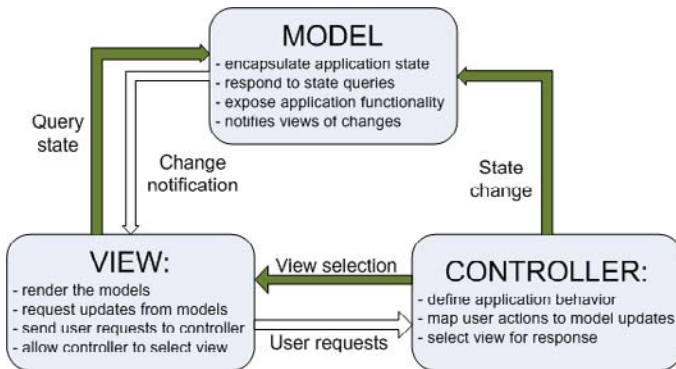 MODEL
- encapsulate application state
- respond to state queries
- expose application functionality
- notifies views of changes
Query
state
Change
notification
State
change
VIEW:
- render the models
- request updates from models
- send user requests to controller
- allow controller to select view
View selection
User requests
CONTROLLER:
- define application behavior
- map user actions to model updates
- select view for response